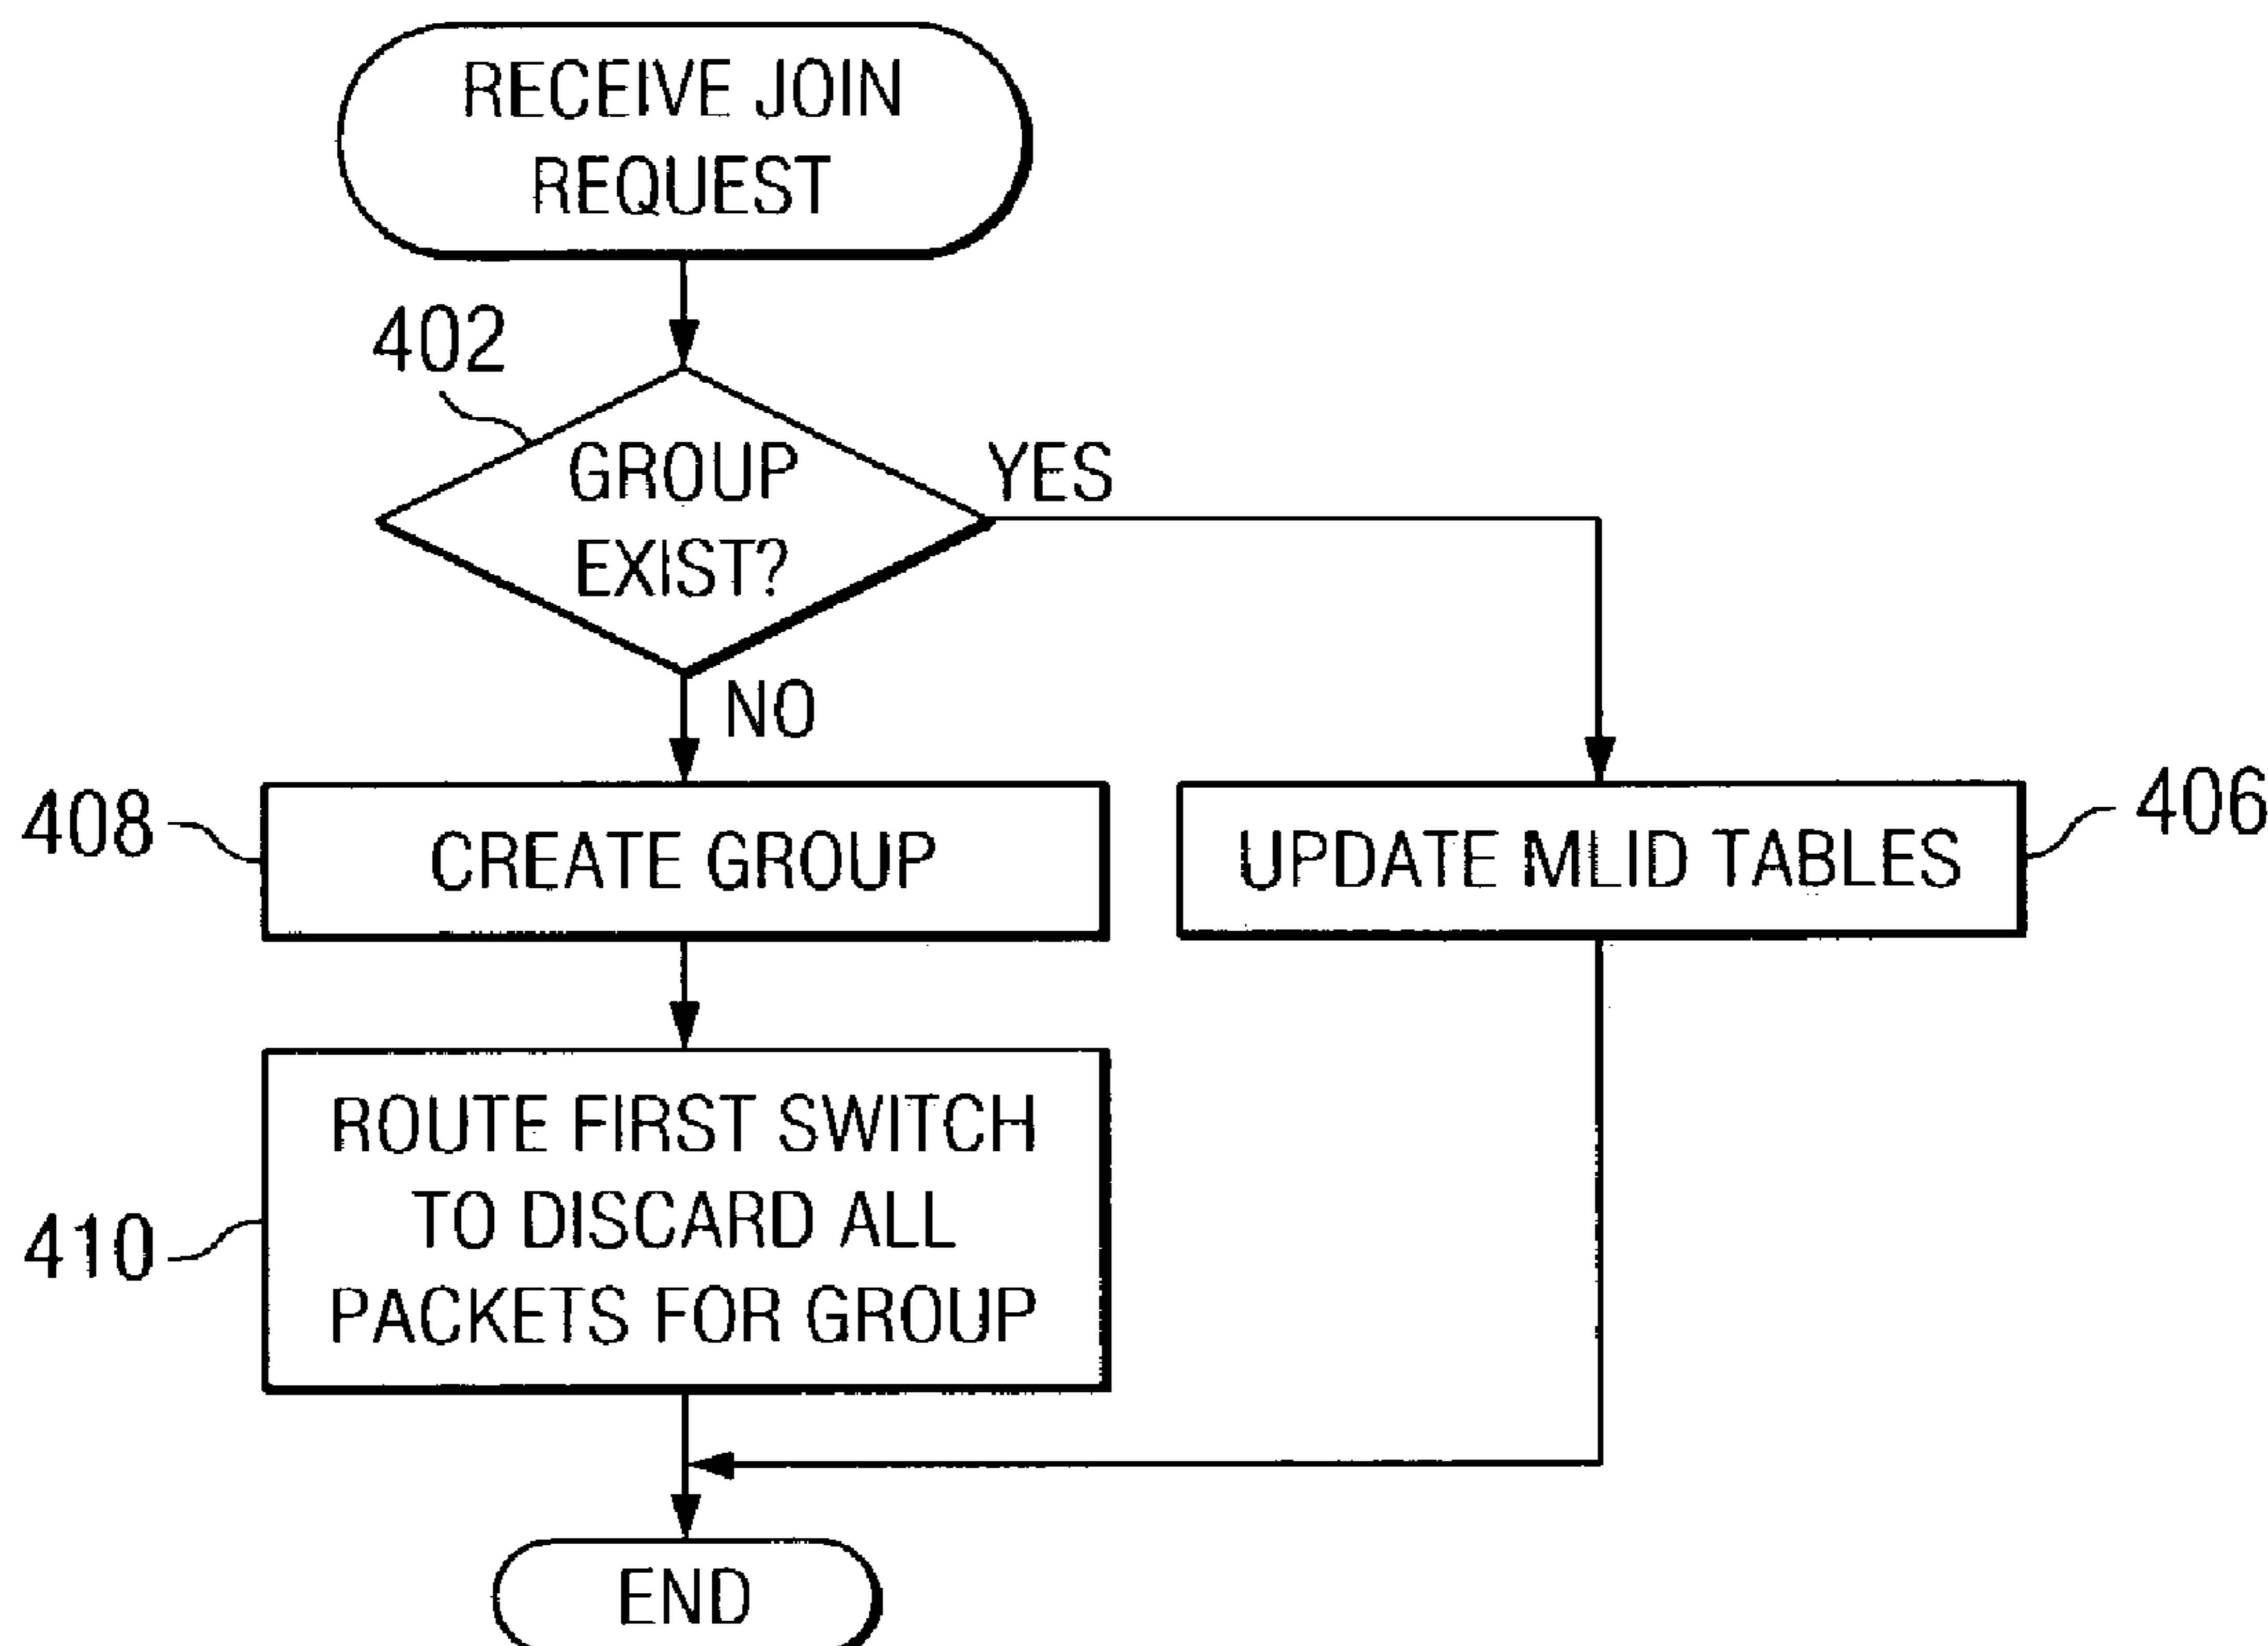 RECEIVE JOIN
REQUEST
402
GROUP
EXIST?
YES
NO
408
CREATE GROUP
UPDATE MLID TABLES
406
ROUTE FIRST SWITCH
TO DISCARD ALL
PACKETS FOR GROUP
410
END